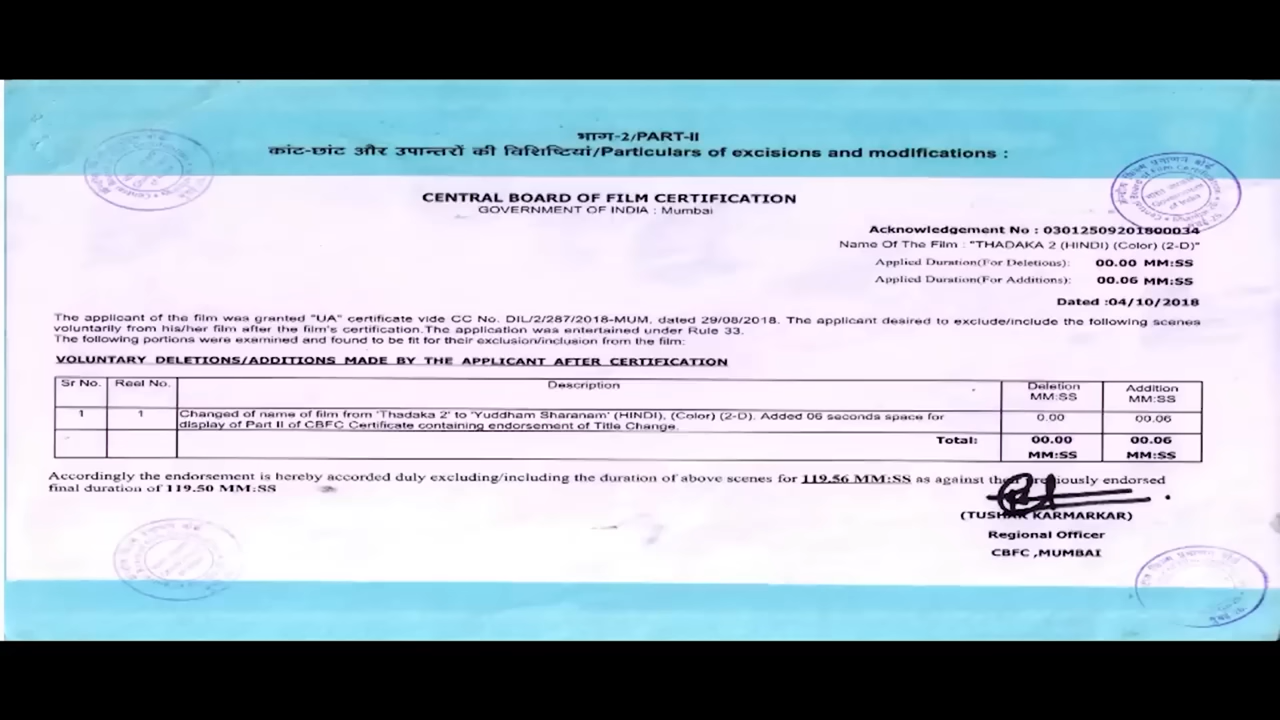 भाग-2/PART-II
कांट-छांट और उपान्तरों की विशिष्टियां/Particulars of excisions and modifications :
CENTRAL BOARD OF FILM CERTIFICATION
GOVERNMENT OF INDIA : Mumbai
Acknowledgement No : 03012509201800034
Name Of The Film : "THADAKA 2 (HINDI) (Color) (2-D)"
Applied Duration(For Deletions): 00.00 MM:SS
Applied Duration(For Additions): 00.06 MM:SS
Dated :04/10/2018
The applicant of the film was granted "UA" certificate vide CC No. DIL/2/287/2018-MUM, dated 29/08/2018. The applicant desired to exclude/include the following scenes
voluntarily from his/her film after the film's certification.The application was entertained under Rule 33.
The following portions were examined and found to be fit for their exclusion/inclusion from the film:
VOLUNTARY DELETIONS/ADDITIONS MADE BY THE APPLICANT AFTER CERTIFICATION
Sr No. Reel No. Description Deletion MM:SS Addition MM:SS
1 1 Changed of name of film from 'Thadaka 2' to 'Yuddham Sharanam' (HINDI), (Color) (2-D). Added 06 seconds space for 0.00 00.06
display of Part II of CBFC Certificate containing endorsement of Title Change.
Total: 00.00 MM:SS 00.06 MM:SS
Accordingly the endorsement is hereby accorded duly excluding/including the duration of above scenes for 119.56 MM:SS as against the previously endorsed
final duration of 119.50 MM:SS
(TUSHAR KARMARKAR)
Regional Officer
CBFC ,MUMBAI